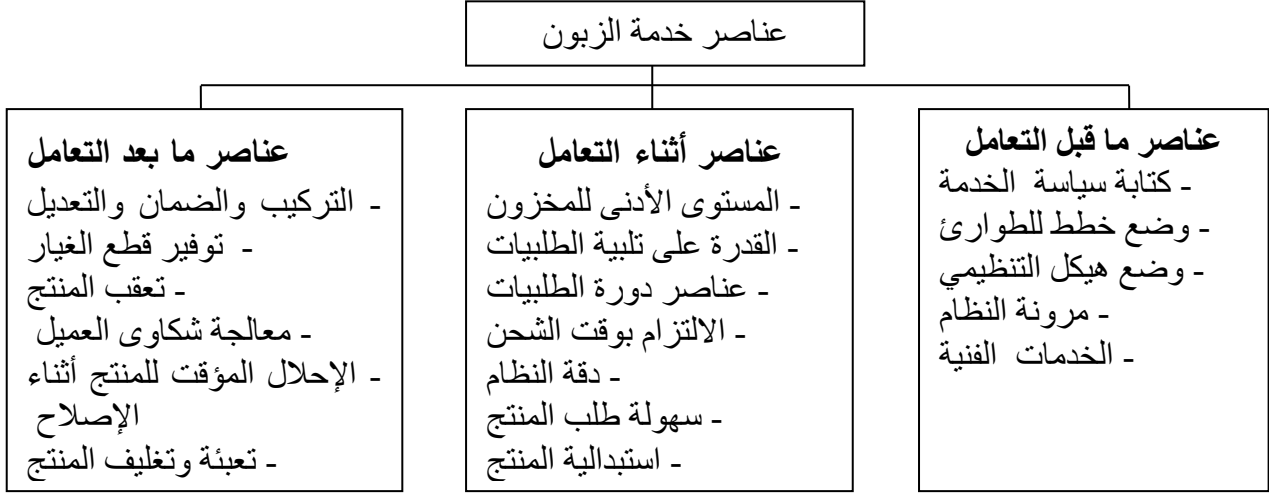 عناصر خدمة الزبون
عناصر ما قبل التعامل
- كتابة سياسة الخدمة
- وضع خطط للطوارئ
- وضع هيكل التنظيمي
- مرونة النظام
- الخدمات الفنية
عناصر أثناء التعامل
- المستوى الأدنى للمخزون
- القدرة على تلبية الطلبيات
- عناصر دورة الطلبيات
- الالتزام بوقت الشحن
- دقة النظام
- سهولة طلب المنتج
- استبدالية المنتج
عناصر ما بعد التعامل
- التركيب والضمان والتعديل
- توفير قطع الغيار
- تعقب المنتج
- معالجة شكاوى العميل
- الإحلال المؤقت للمنتج أثناء
الإصلاح
- تعبئة وتغليف المنتج